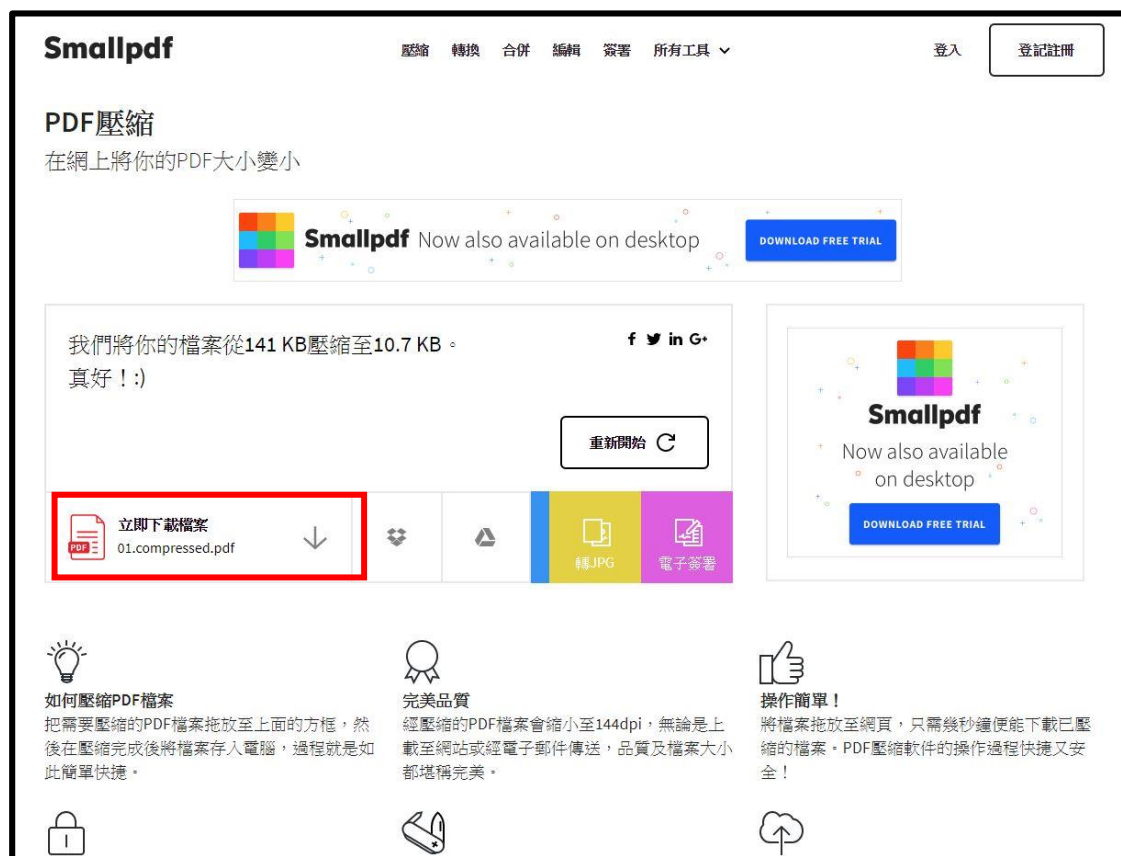 Smallpdf
壓縮 轉換 合併 編輯 簽署 所有工具
登入
登記註冊
PDF壓縮
在網上將你的PDF大小變小
Smallpdf Now also available on desktop
DOWNLOAD FREE TRIAL
我們將你的檔案從141 KB壓縮至10.7 KB。
真好！:)
f in G+
重新開始
立即下載檔案
PDF
01.compressed.pdf
轉JPG
電子簽署
Smallpdf
Now also available
on desktop
DOWNLOAD FREE TRIAL
如何壓縮PDF檔案
把需要壓縮的PDF檔案拖放至上面的方框，然
後在壓縮完成後將檔案存入電腦，過程就是如
此簡單快捷。
完美品質
經壓縮的PDF檔案會縮小至144dpi，無論是上
載至網站或經電子郵件傳送，品質及檔案大小
都堪稱完美。
操作簡單！
將檔案拖放至網頁，只需幾秒鐘便能下載已壓
縮的檔案。PDF壓縮軟件的操作過程快捷又安
全！